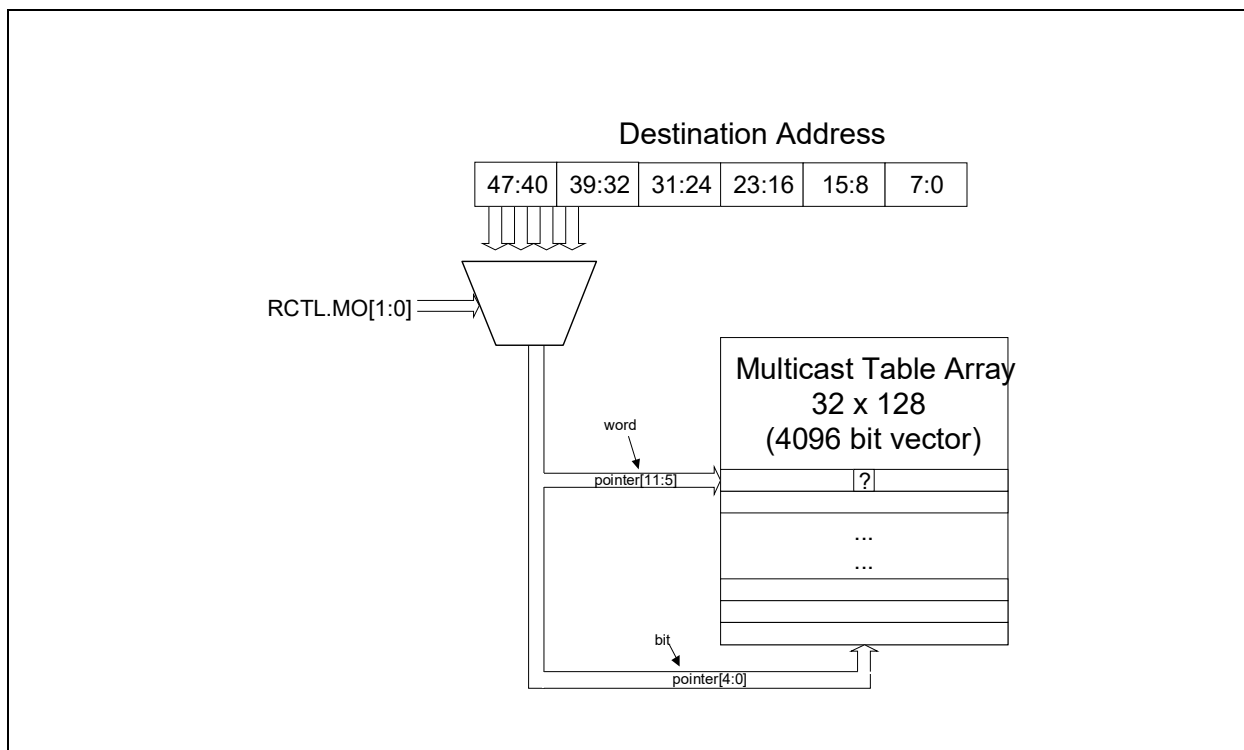 Destination Address
47:40 39:32 31:24 23:16 15:8 7:0
RCTL.MO[1:0]
Multicast Table Array
32 x 128
(4096 bit vector)
word
pointer[11:5]
?
...
...
bit
pointer[4:0]